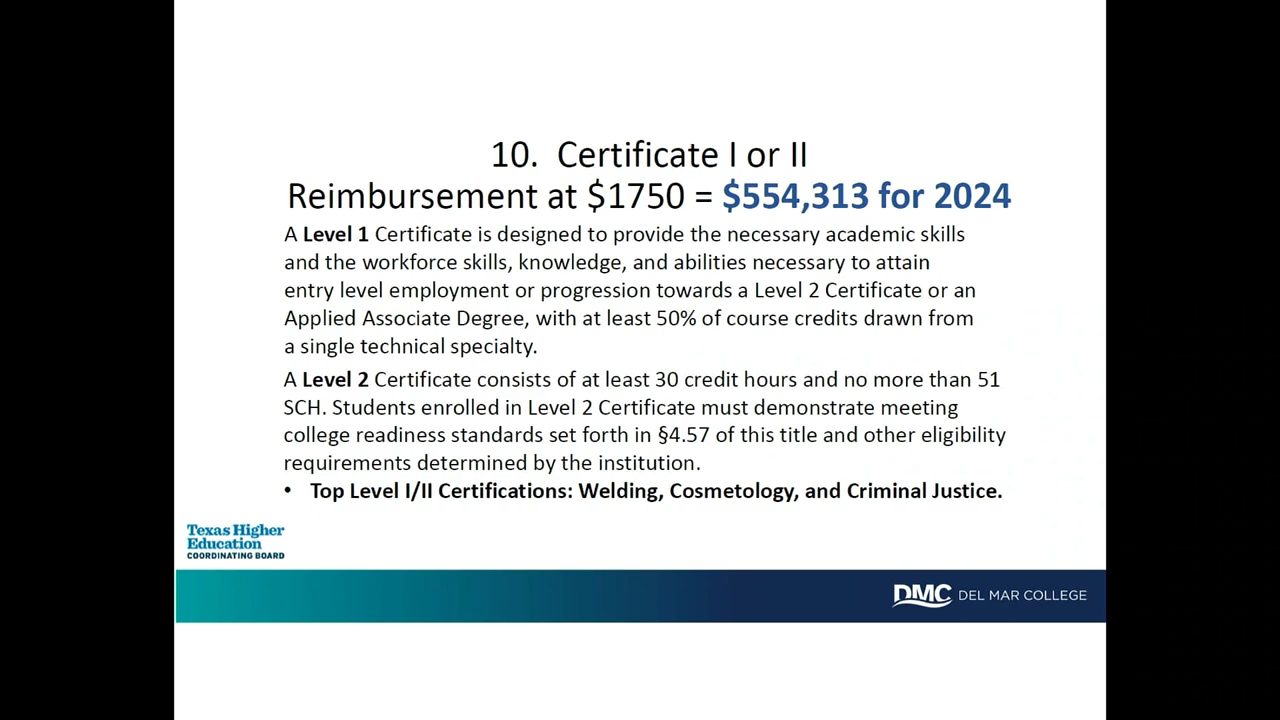 10. Certificate I or II
Reimbursement at $1750 = $554,313 for 2024
A Level 1 Certificate is designed to provide the necessary academic skills
and the workforce skills, knowledge, and abilities necessary to attain
entry level employment or progression towards a Level 2 Certificate or an
Applied Associate Degree, with at least 50% of course credits drawn from
a single technical specialty.
A Level 2 Certificate consists of at least 30 credit hours and no more than 51
SCH. Students enrolled in Level 2 Certificate must demonstrate meeting
college readiness standards set forth in §4.57 of this title and other eligibility
requirements determined by the institution.
• Top Level I/II Certifications: Welding, Cosmetology, and Criminal Justice.
Texas Higher
Education
COORDINATING BOARD
DMC DEL MAR COLLEGE